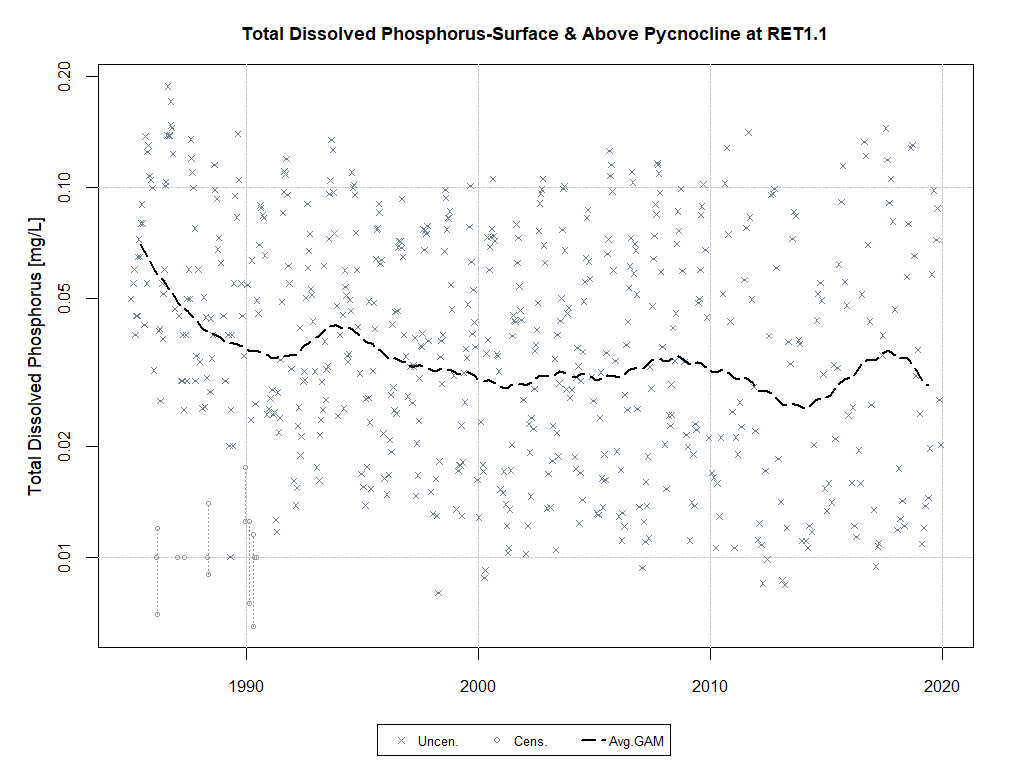 Total Dissolved Phosphorus-Surface & Above Pycnocline at RET1.1
Total Dissolved Phosphorus [mg/L]
0.20
0.10
0.05
0.02
0.01
1990 2000 2010 2020
Uncen. Cens. Avg.GAM